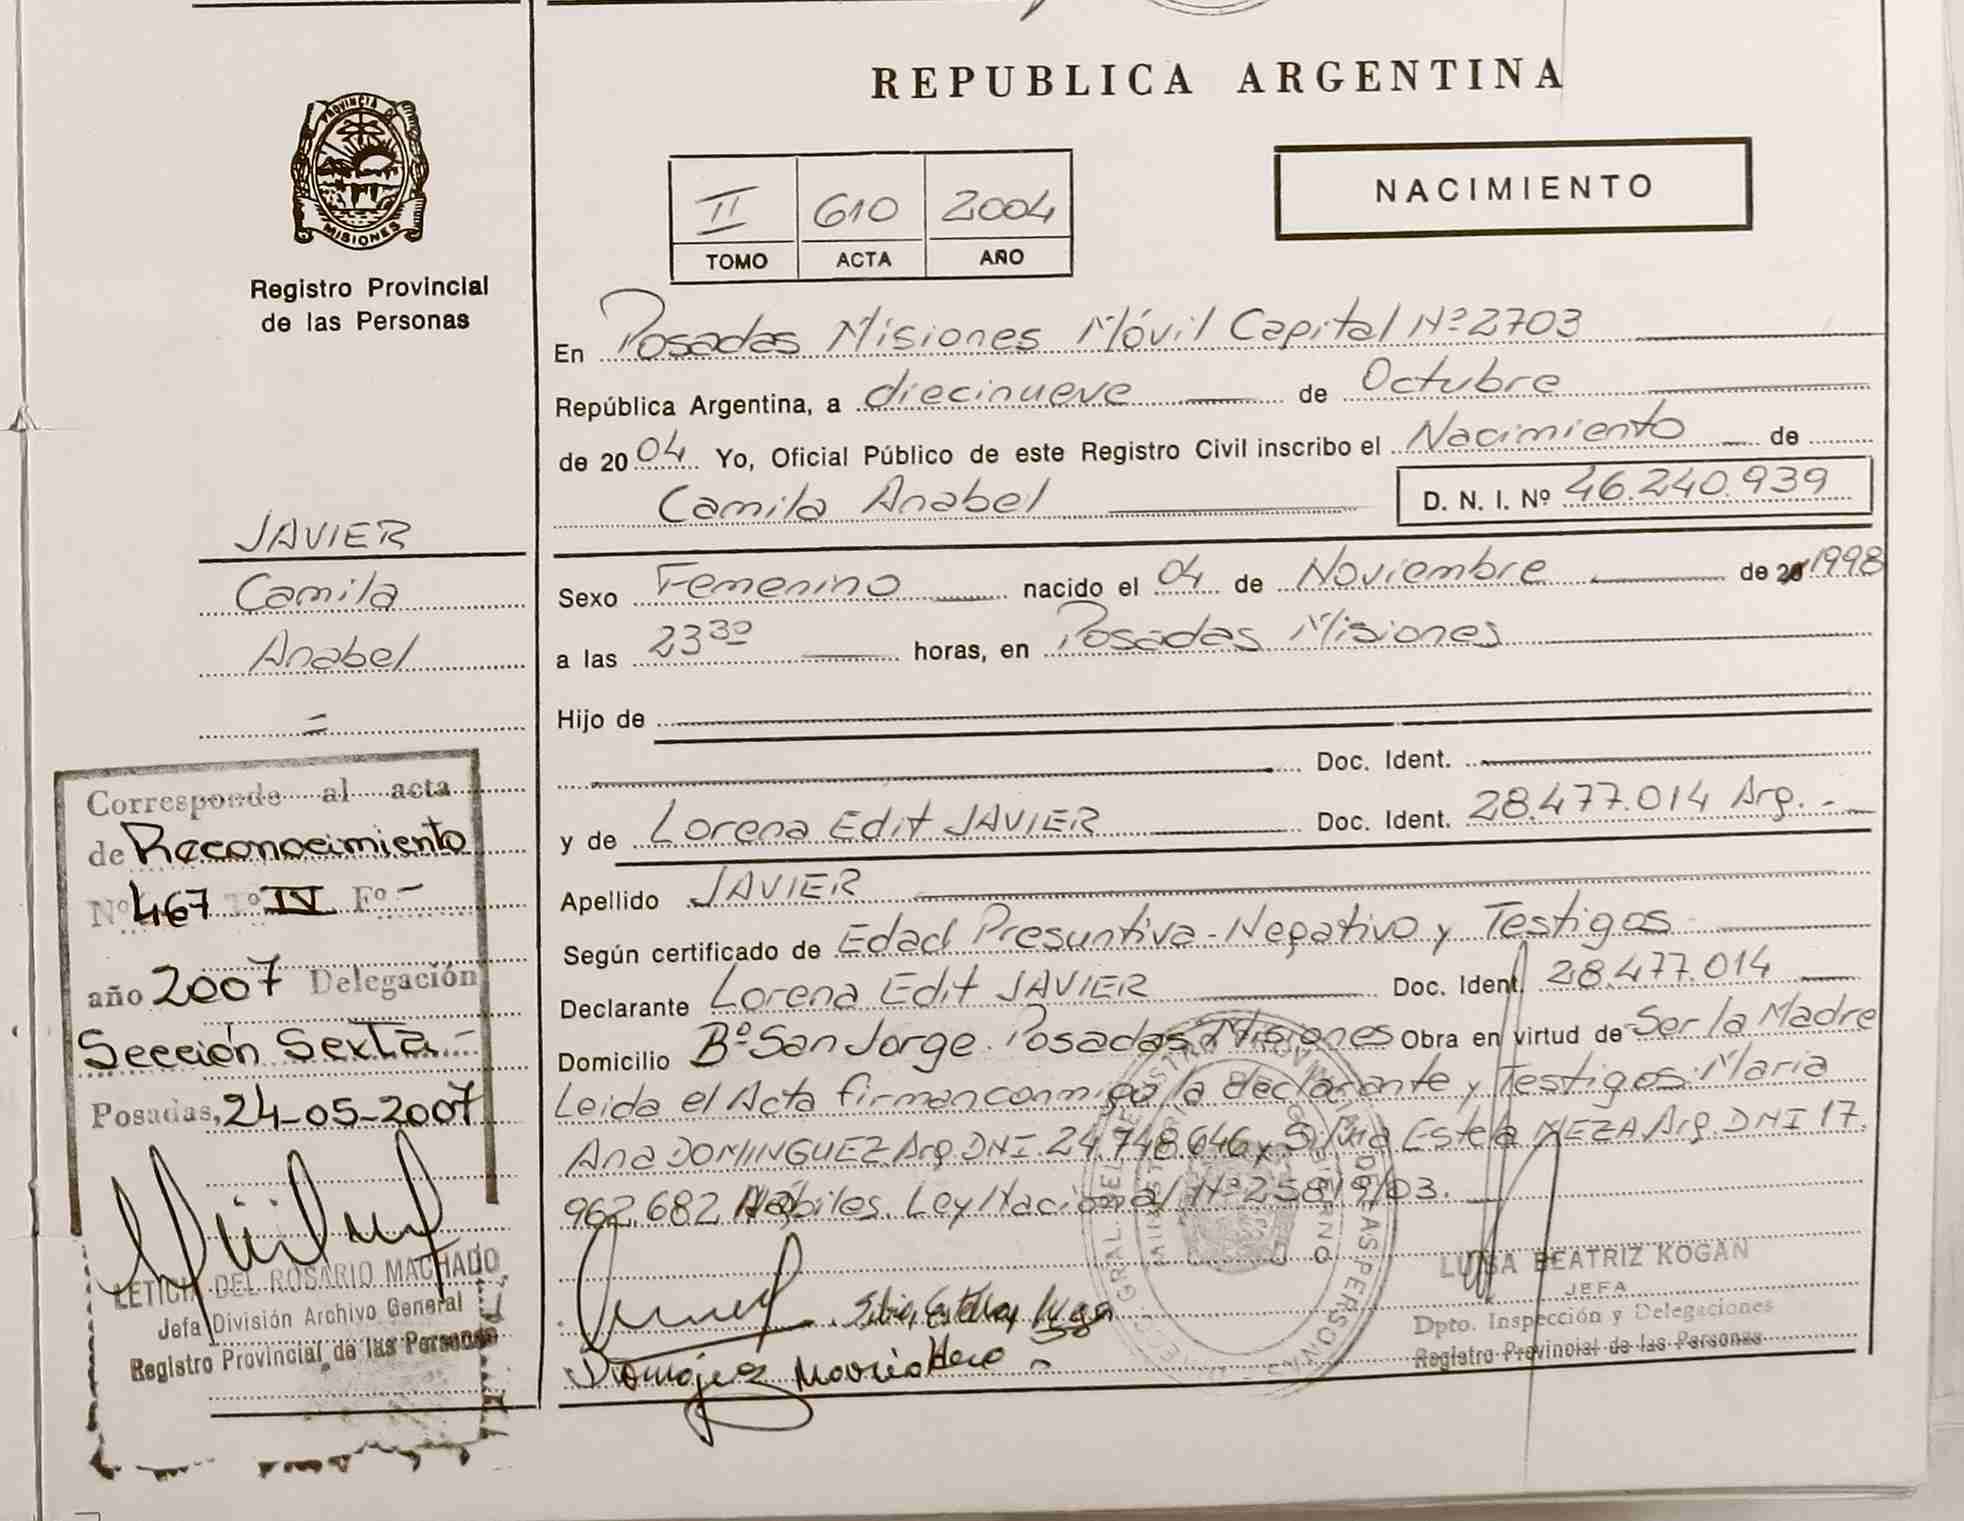 REPUBLICA ARGENTINA
PROVINCIA DE
MISIONES
Registro Provincial
de las Personas
II 610 2004
TOMO ACTA AÑO
NACIMIENTO
En Posadas Misiones Móvil Capital Nº 2703
República Argentina, a diecinueve de Octubre
de 2004 Yo, Oficial Público de este Registro Civil inscribo el Nacimiento de
Camila Anabel D. N. I. Nº 46.240.939
Sexo Femenino nacido el 04 de Noviembre de 1998
a las 23 30 horas, en Posadas Misiones
Hijo de
Doc. Ident.
y de Lorena Edit JAVIER Doc. Ident. 28.477.014 Arg.-
Apellido JAVIER
Según certificado de Edad Presuntiva-Negativo y Testigos
Declarante Lorena Edit JAVIER Doc. Ident. 28.477.014
Domicilio Bº San Jorge. Posadas Misiones Obra en virtud de Ser la Madre
Leida el Acta firman conmigo la declarante y Testigos: Maria
Ana DOMINGUEZ Arg. DNI. 24.748.646 y Silvia Estela MEZA Arg. DNI 17.
962.682 Hábiles. Ley Nacional Nº 25819/03.
LUISA BEATRIZ KOGAN
JEFA
Dpto. Inspección y Delegaciones
Registro Provincial de las Personas
JAVIER
Camila
Anabel
Corresponde al acta
de Reconocimiento
Nº 467 Tº IV Fº -
año 2007 Delegación
Sección Sexta.-
Posadas, 24-05-2007
LETICIA DEL ROSARIO MACHADO
Jefa División Archivo General
Registro Provincial de las Personas